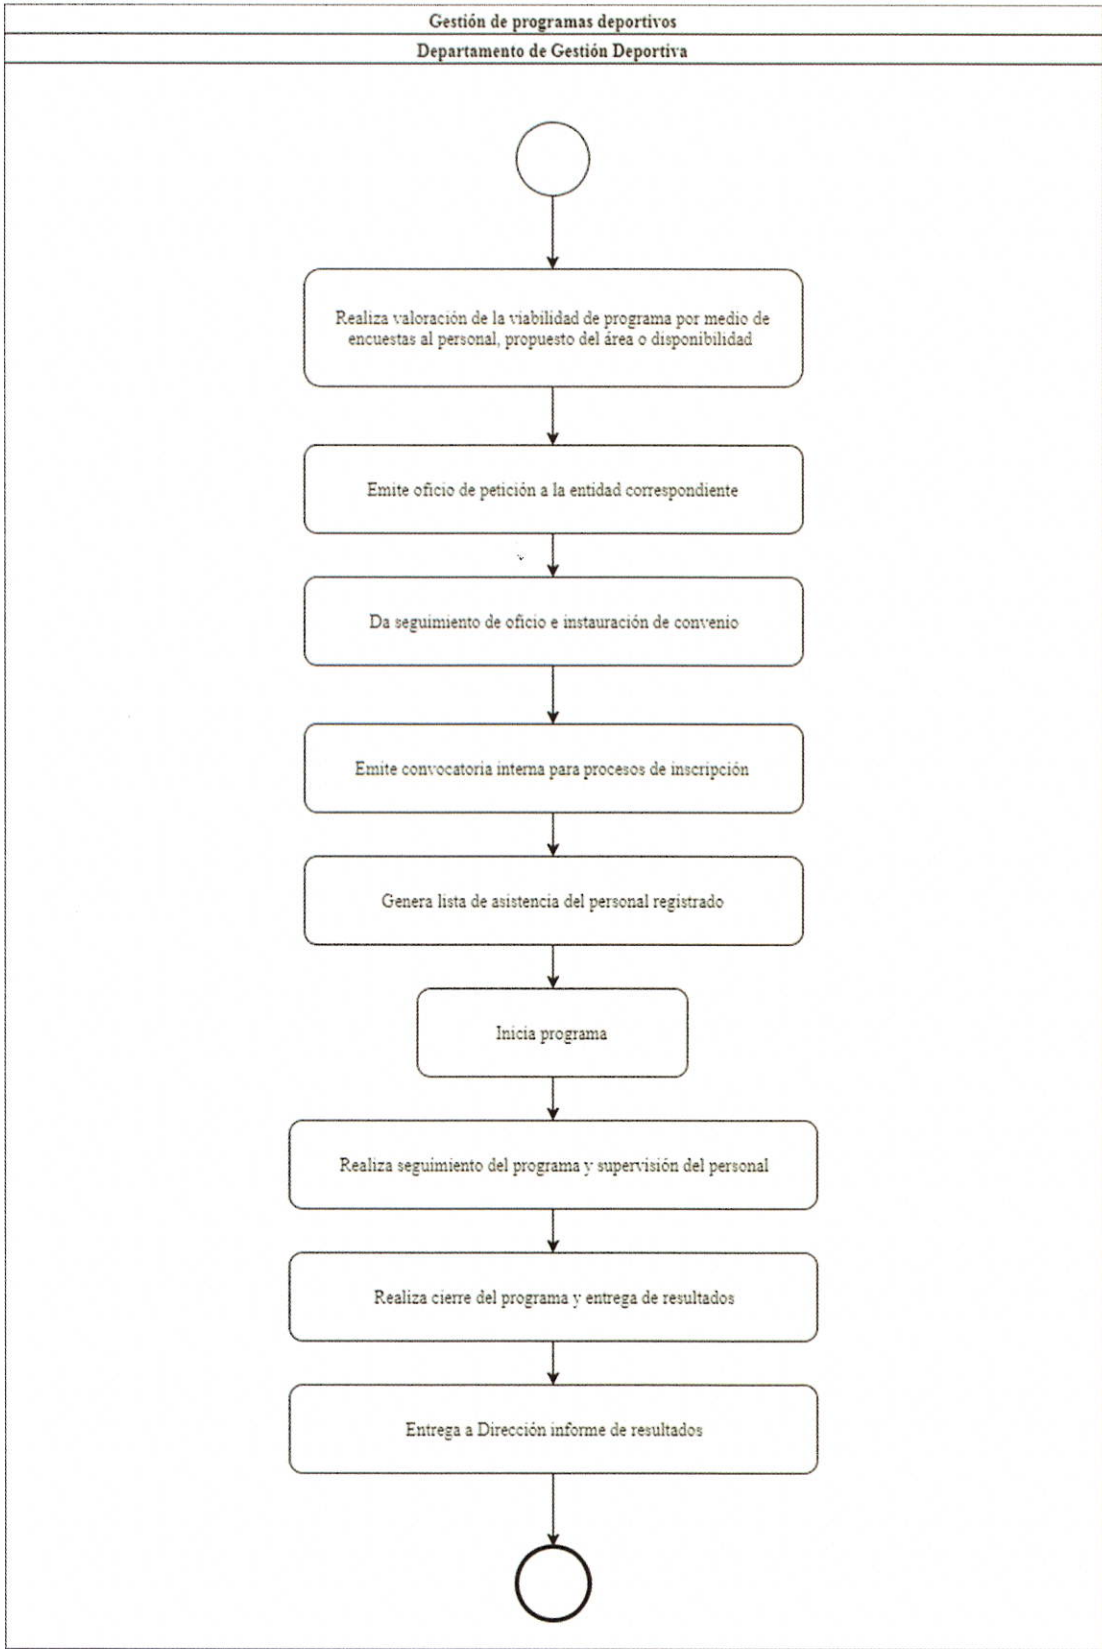 Gestión de programas deportivos
Departamento de Gestión Deportiva
Realiza valoración de la viabilidad de programa por medio de
encuestas al personal, propuesto del área o disponibilidad
Emite oficio de petición a la entidad correspondiente
Da seguimiento de oficio e instauración de convenio
Emite convocatoria interna para procesos de inscripción
Genera lista de asistencia del personal registrado
Inicia programa
Realiza seguimiento del programa y supervisión del personal
Realiza cierre del programa y entrega de resultados
Entrega a Dirección informe de resultados